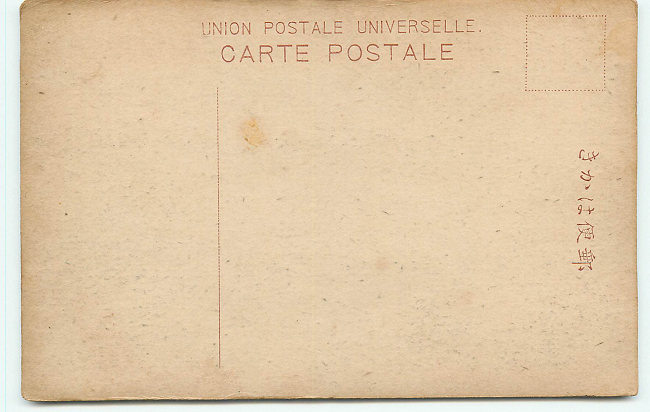 UNION POSTALE UNIVERSELLE.
CARTE POSTALE
郵便はかき